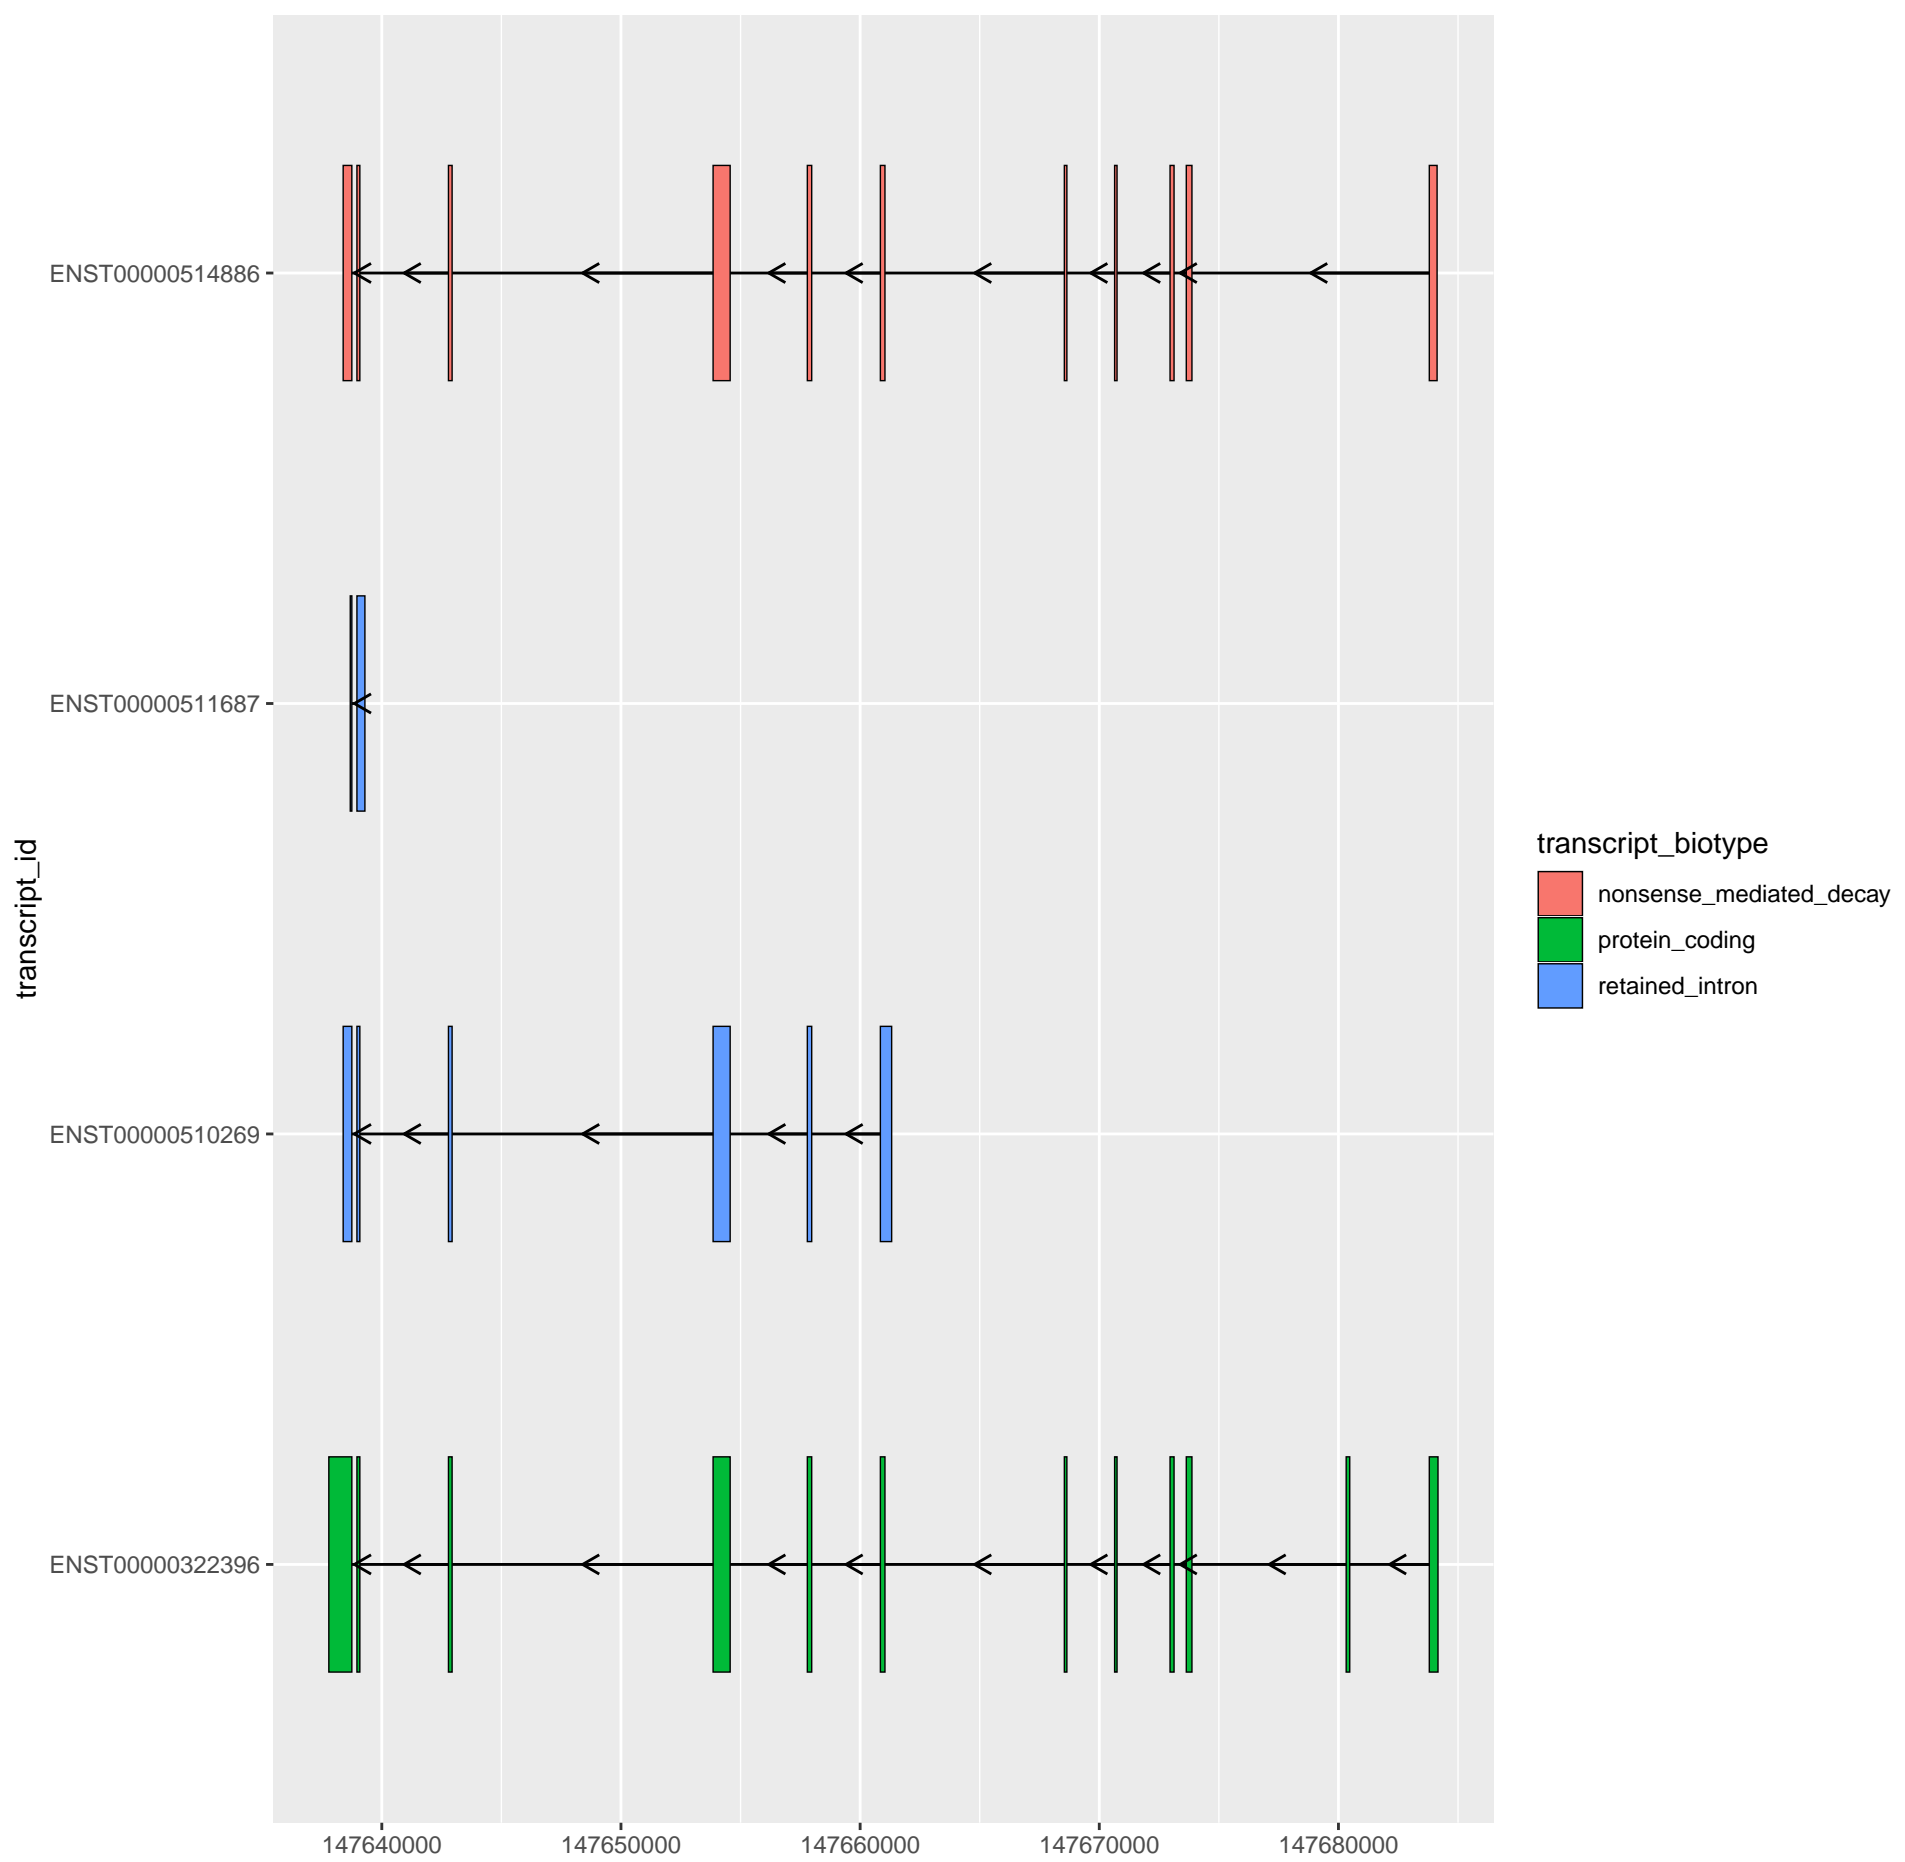 ENST00000514886
ENST00000511687
ENST00000510269
ENST00000322396
transcript_id
147640000
147650000
147660000
147670000
147680000
transcript_biotype
nonsense_mediated_decay
protein_coding
retained_intron